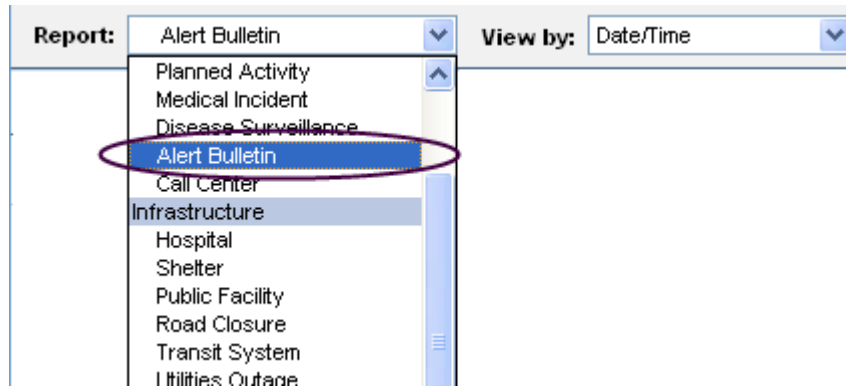 Report: Alert Bulletin View by: Date/Time
Planned Activity
Medical Incident
Disease Surveillance
Alert Bulletin
Call Center
Infrastructure
Hospital
Shelter
Public Facility
Road Closure
Transit System
Utilities Outage